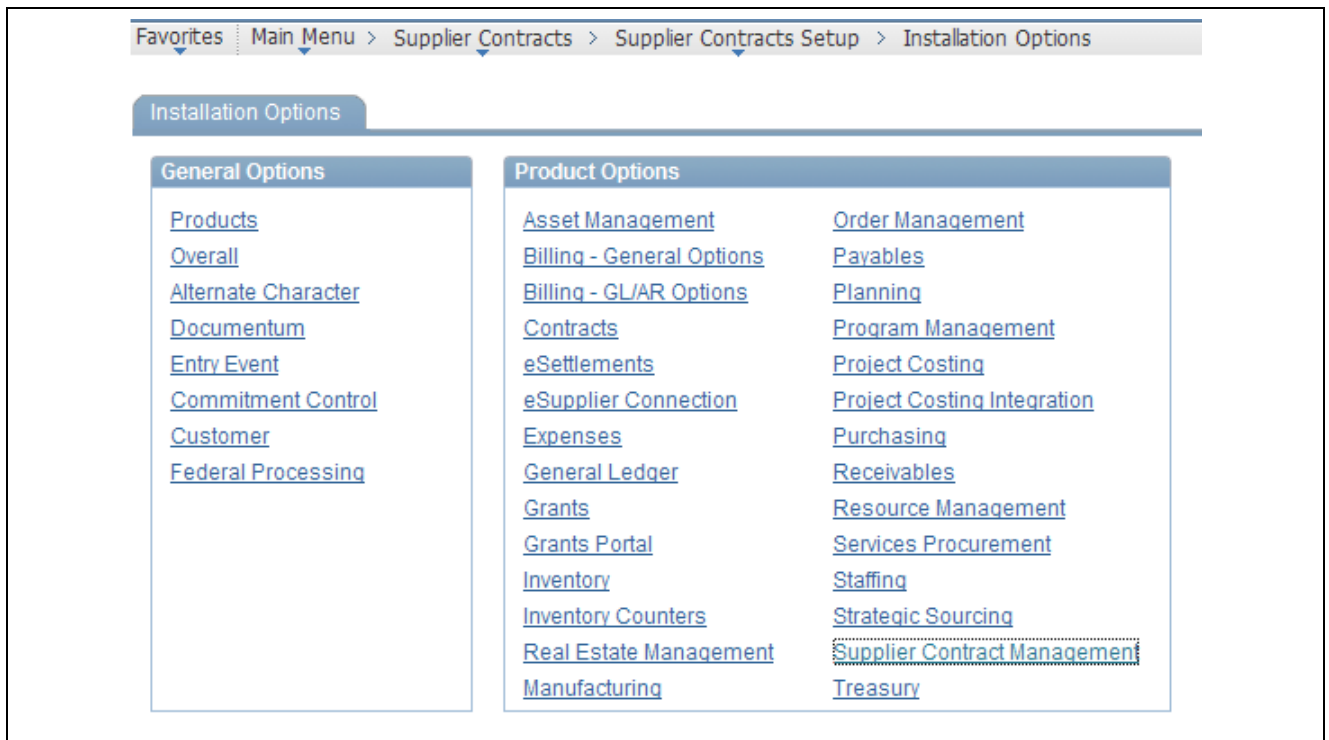 Favorites Main Menu > Supplier Contracts > Supplier Contracts Setup > Installation Options
Installation Options
General Options
Products
Overall
Alternate Character
Documentum
Entry Event
Commitment Control
Customer
Federal Processing
Product Options
Asset Management
Billing - General Options
Billing - GL/AR Options
Contracts
eSettlements
eSupplier Connection
Expenses
General Ledger
Grants
Grants Portal
Inventory
Inventory Counters
Real Estate Management
Manufacturing
Order Management
Payables
Planning
Program Management
Project Costing
Project Costing Integration
Purchasing
Receivables
Resource Management
Services Procurement
Staffing
Strategic Sourcing
Supplier Contract Management
Treasury